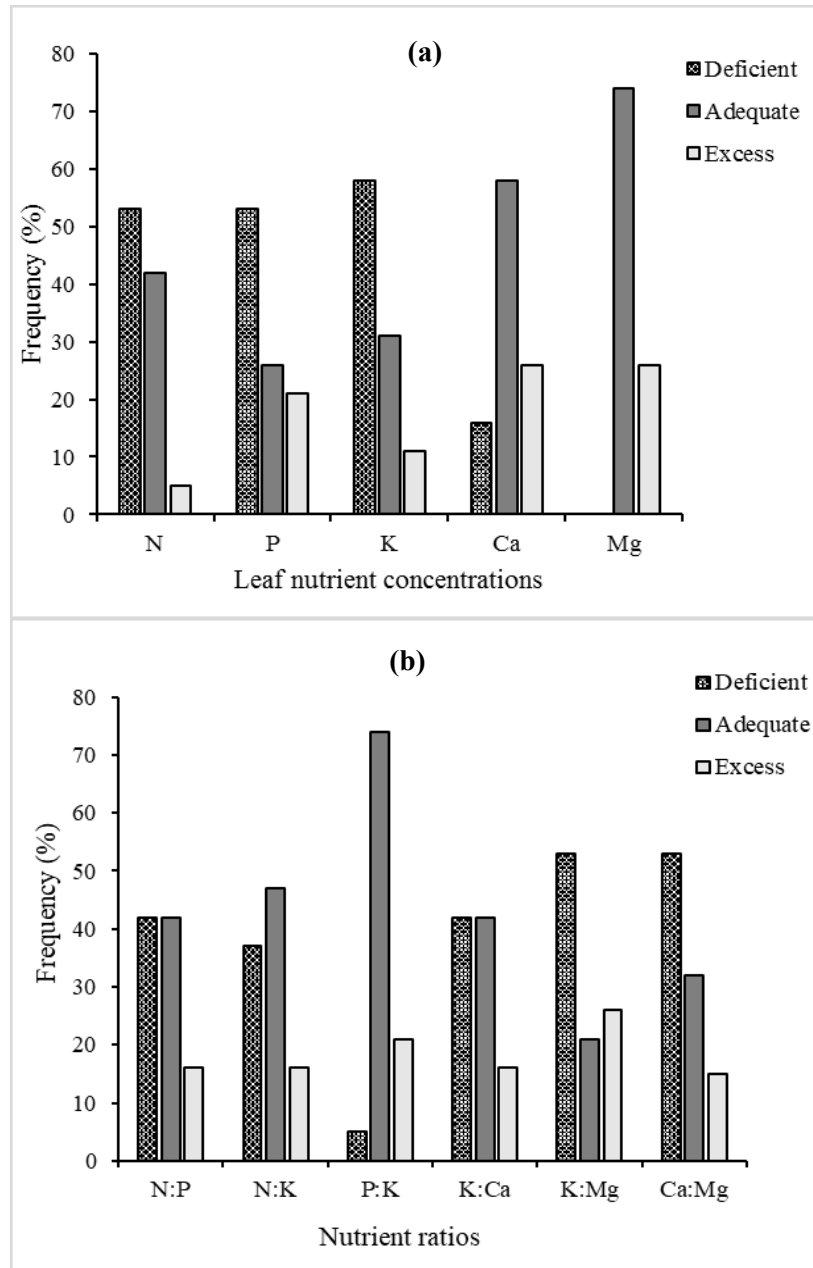 (a)
80
70
60
50
40
30
20
10
0
Frequency (%)
Deficient
Adequate
Excess
N P K Ca Mg
Leaf nutrient concentrations
(b)
80
70
60
50
40
30
20
10
0
Frequency (%)
Deficient
Adequate
Excess
N:P N:K P:K K:Ca K:Mg Ca:Mg
Nutrient ratios